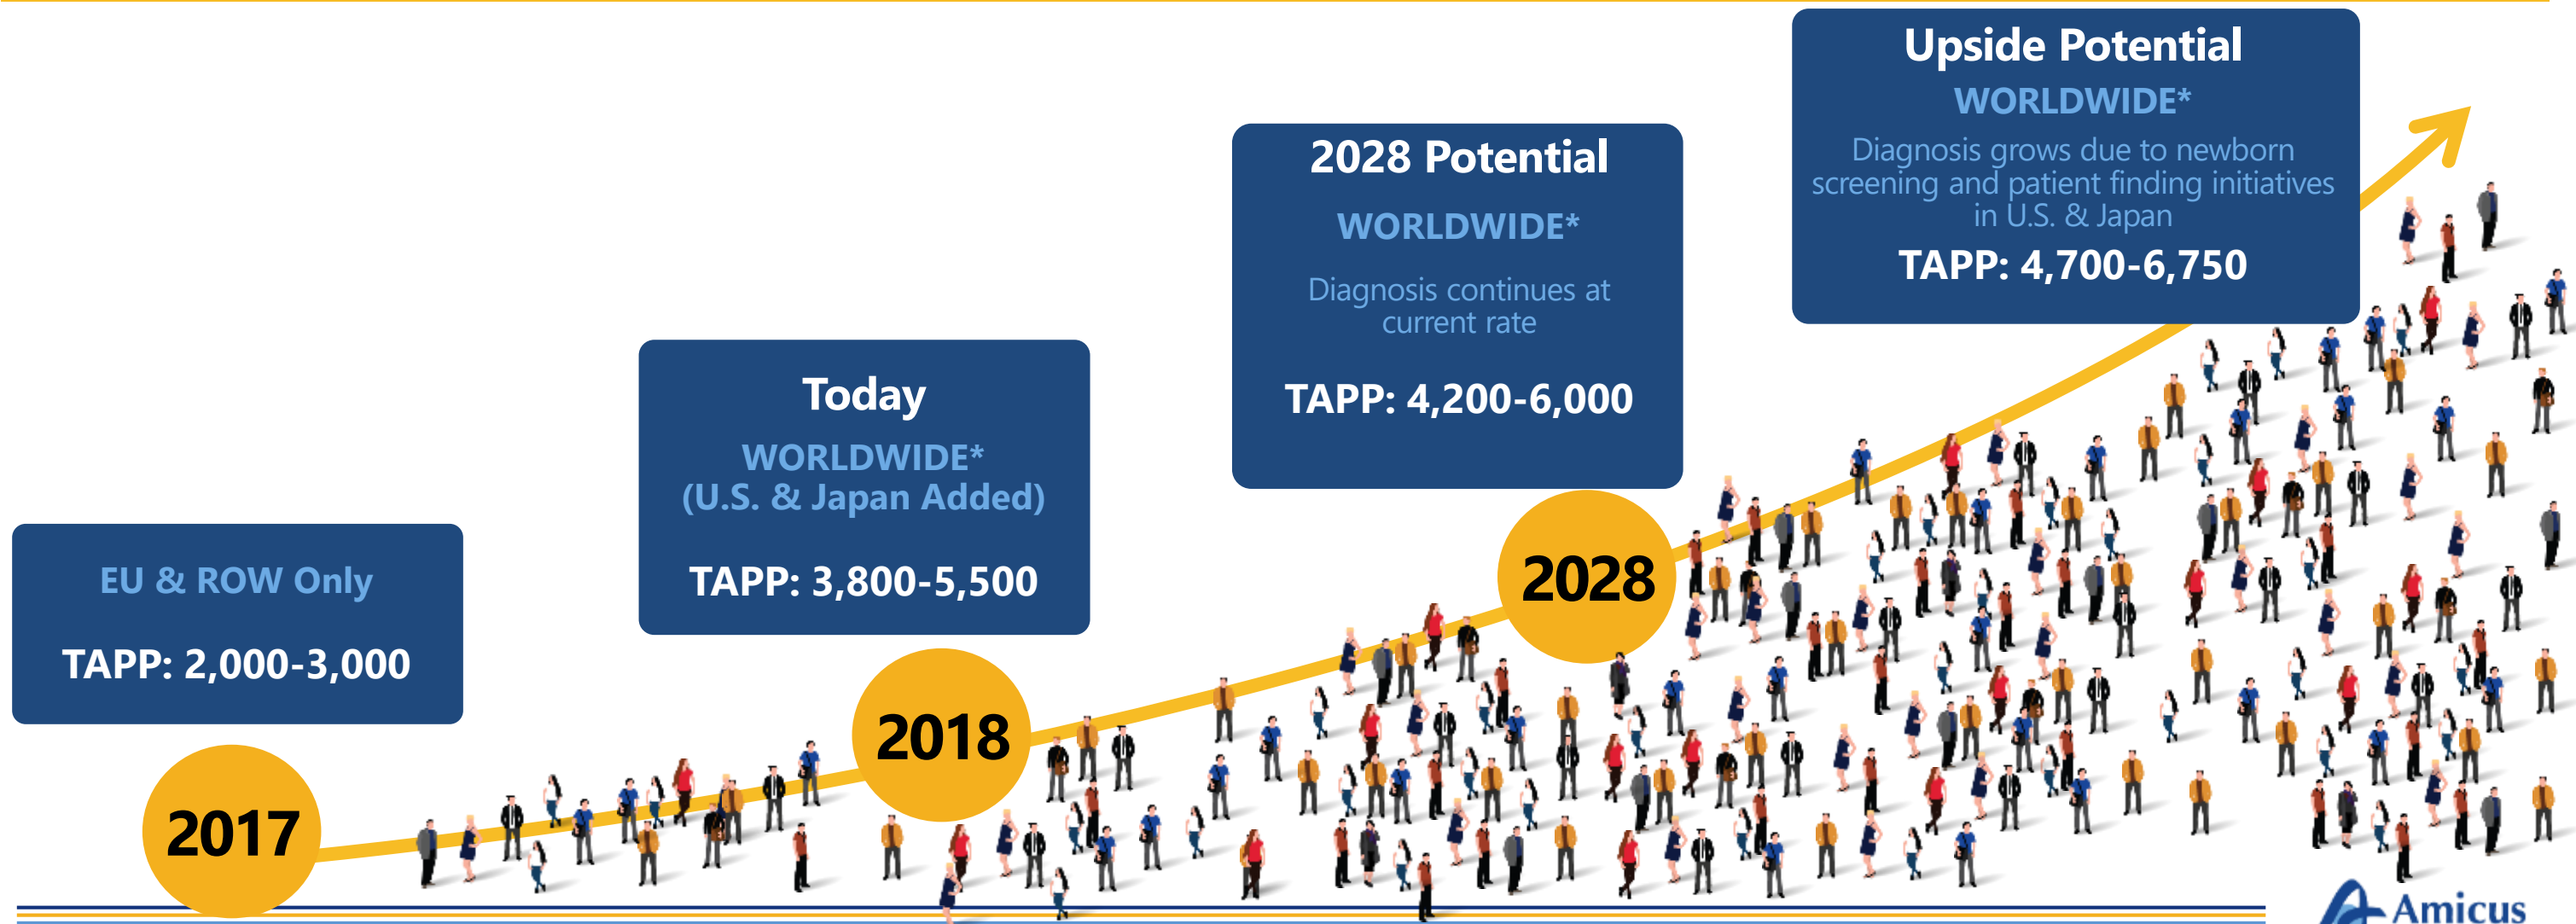 EU & ROW Only
TAPP: 2,000-3,000
2017
Today
WORLDWIDE*
(U.S. & Japan Added)
TAPP: 3,800-5,500
2018
2028 Potential
WORLDWIDE*
Diagnosis continues at
current rate
TAPP: 4,200-6,000
2028
Upside Potential
WORLDWIDE*
Diagnosis grows due to newborn
screening and patient finding initiatives
in U.S. & Japan
TAPP: 4,700-6,750
Amicus